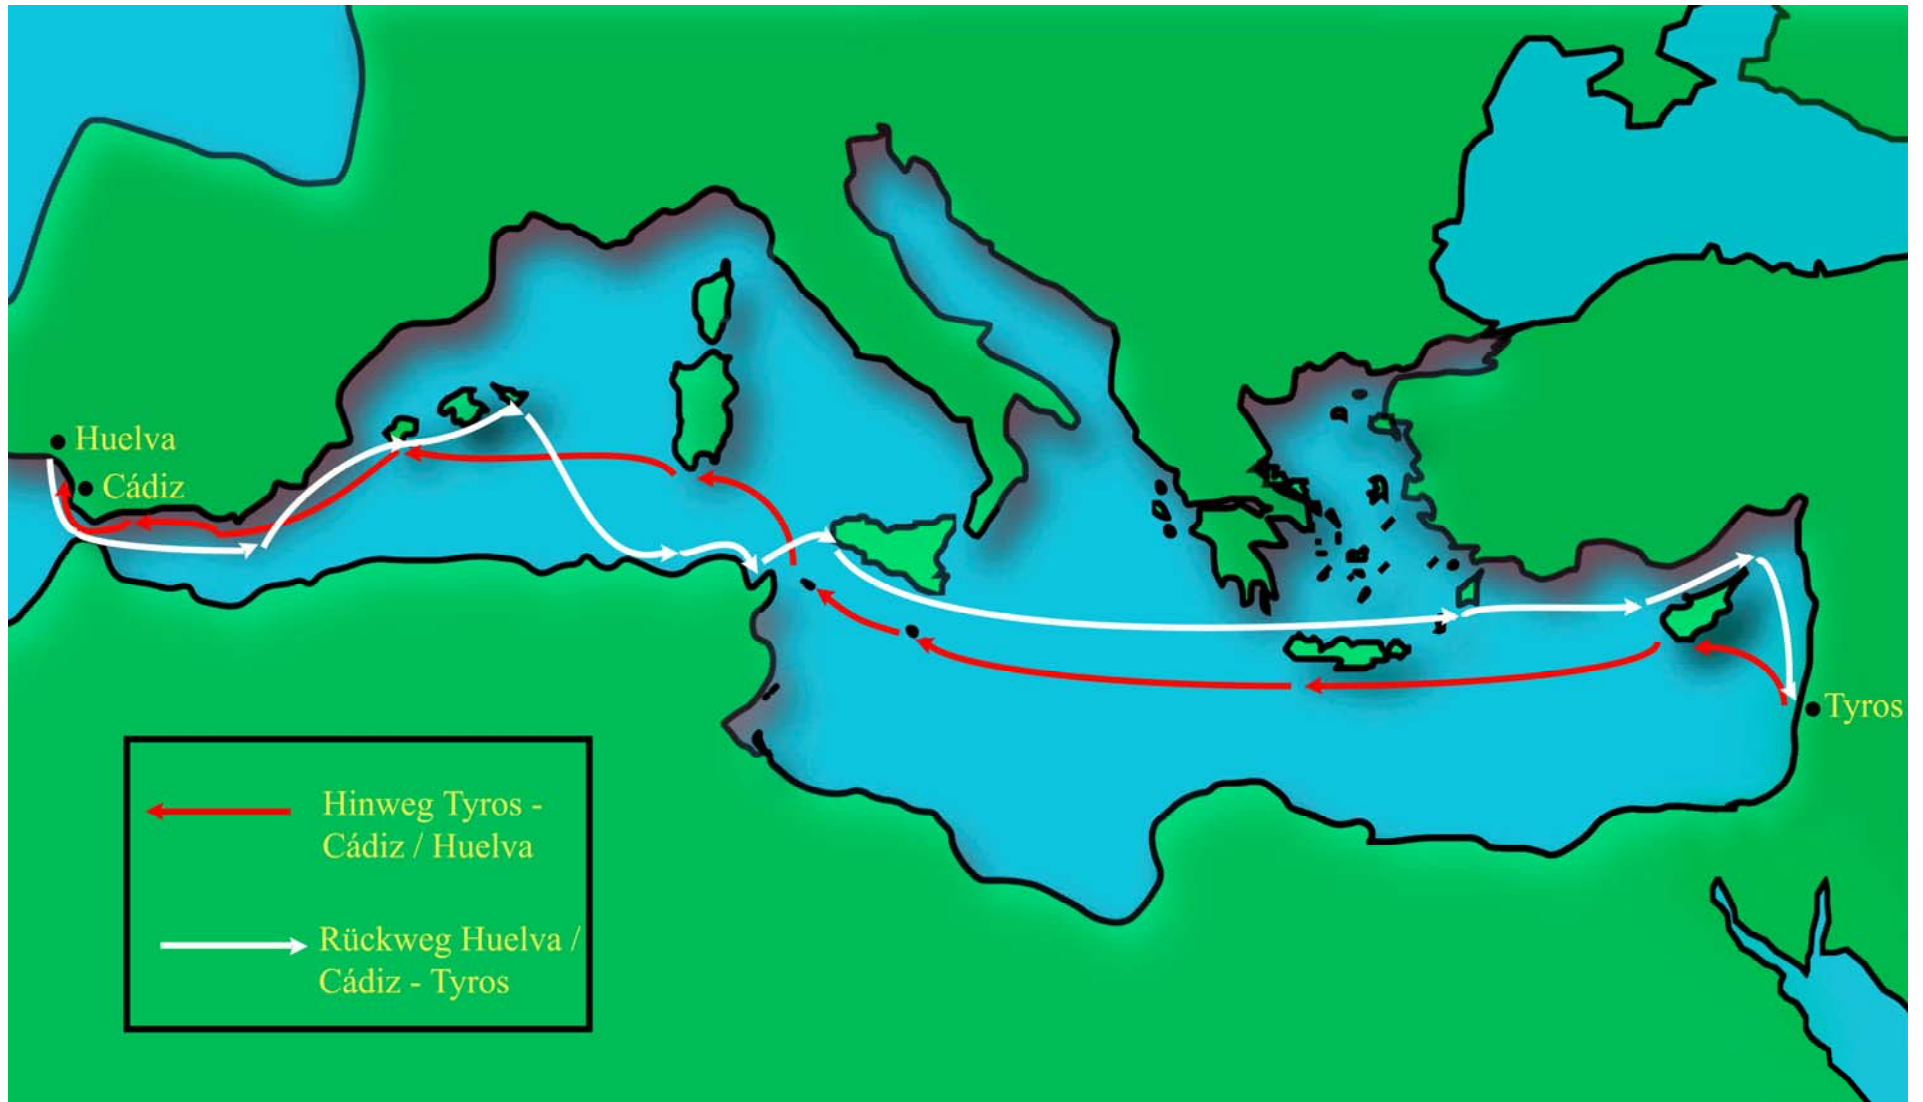 Huelva
Cádiz
Tyros
Hinweg Tyros -
Cádiz / Huelva
Rückweg Huelva /
Cádiz - Tyros